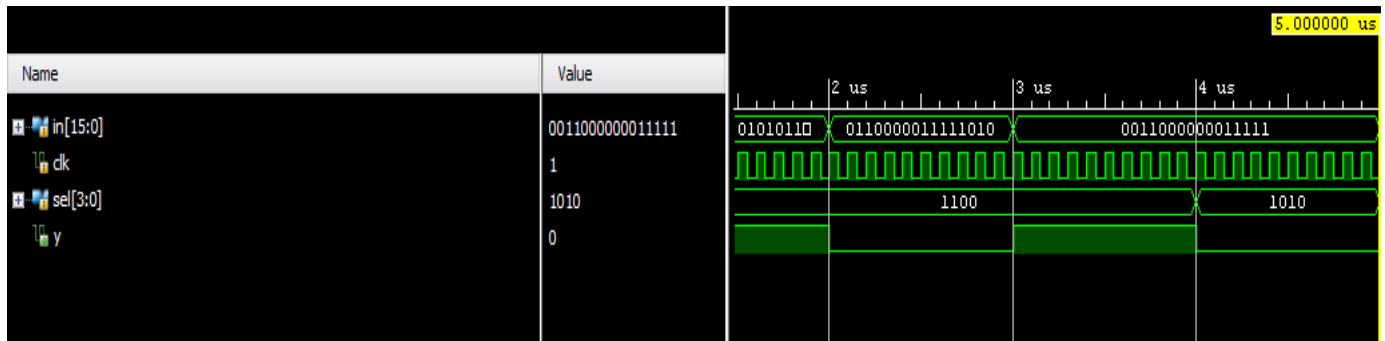 5.000000 us
Name Value
2 us 3 us 4 us
in[15:0] 0011000000011111 01010110 0110000011111010 0011000000011111
clk 1
sel[3:0] 1010 1100 1010
y 0